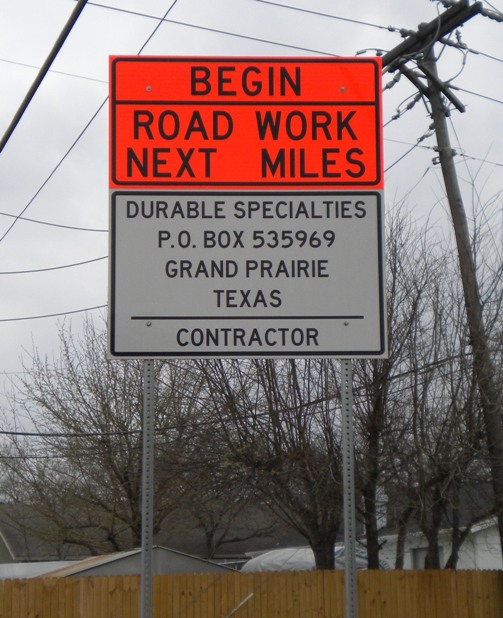 BEGIN
ROAD WORK
NEXT MILES
DURABLE SPECIALTIES
P.O. BOX 535969
GRAND PRAIRIE
TEXAS
CONTRACTOR